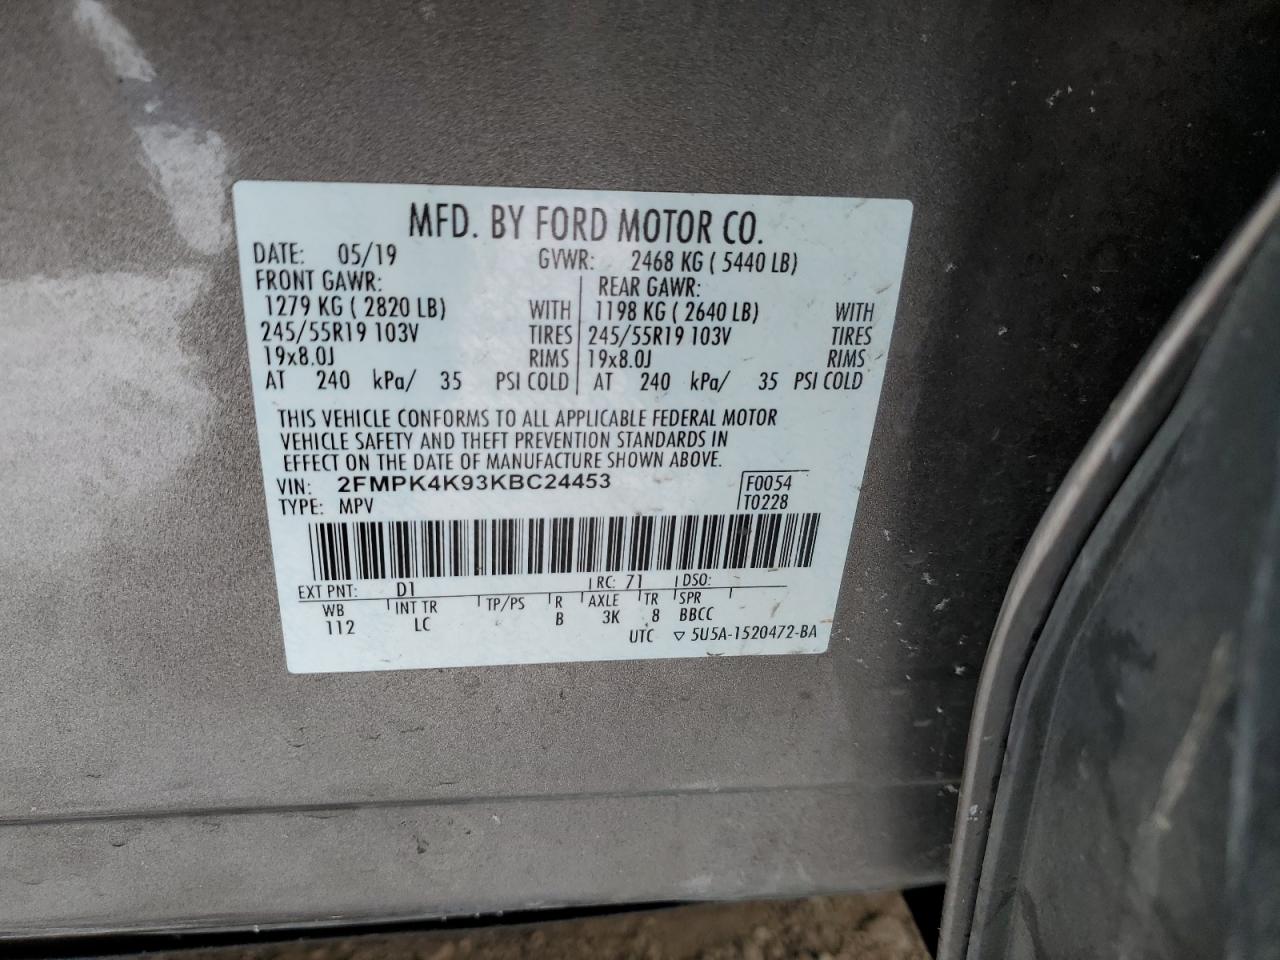 MFD. BY FORD MOTOR CO.
DATE: 05/19 GVWR: 2468 KG ( 5440 LB)
FRONT GAWR: REAR GAWR:
1279 KG ( 2820 LB) WITH 1198 KG ( 2640 LB) WITH
245/55R19 103V TIRES 245/55R19 103V TIRES
19x8.0J RIMS 19x8.0J RIMS
AT 240 kPa/ 35 PSI COLD AT 240 kPa/ 35 PSI COLD
THIS VEHICLE CONFORMS TO ALL APPLICABLE FEDERAL MOTOR
VEHICLE SAFETY AND THEFT PREVENTION STANDARDS IN
EFFECT ON THE DATE OF MANUFACTURE SHOWN ABOVE.
VIN: 2FMPK4K93KBC24453 F0054
TYPE: MPV T0228
EXT PNT: D1 RC: 71 DSO:
WB INT TR TP/PS R AXLE TR SPR
112 LC B 3K 8 BBCC
UTC ▽ 5U5A-1520472-BA